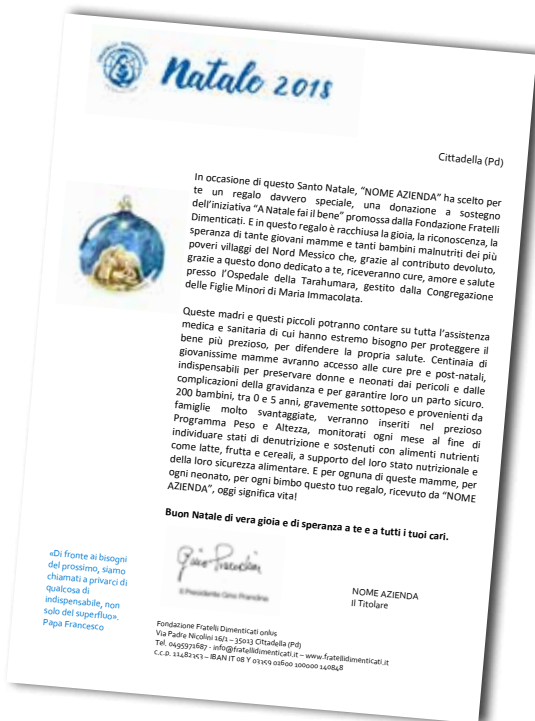 Natale 2018
Cittadella (Pd)
In occasione di questo Santo Natale, “NOME AZIENDA” ha scelto per
te un regalo davvero speciale, una donazione a sostegno
dell’iniziativa “A Natale fai il bene” promossa dalla Fondazione Fratelli
Dimenticati. E in questo regalo è racchiusa la gioia, la riconoscenza, la
speranza di tante giovani mamme e tanti bambini malnutriti dei più
poveri villaggi del Nord Messico che, grazie al contributo devoluto,
grazie a questo dono dedicato a te, riceveranno cure, amore e salute
presso l’Ospedale della Tarahumara, gestito dalla Congregazione
delle Figlie Minori di Maria Immacolata.
Queste madri e questi piccoli potranno contare su tutta l’assistenza
medica e sanitaria di cui hanno estremo bisogno per proteggere il
bene più prezioso, per difendere la propria salute. Centinaia di
giovanissime mamme avranno accesso alle cure pre e post-natali,
indispensabili per preservare donne e neonati dai pericoli e dalle
complicazioni della gravidanza e per garantire loro un parto sicuro.
200 bambini, tra 0 e 5 anni, gravemente sottopeso e provenienti da
famiglie molto svantaggiate, verranno inseriti nel prezioso
Programma Peso e Altezza, monitorati ogni mese al fine di
individuare stati di denutrizione e sostenuti con alimenti nutrienti
come latte, frutta e cereali, a supporto del loro stato nutrizionale e
della loro sicurezza alimentare. E per ognuna di queste mamme, per
ogni neonato, per ogni bimbo questo tuo regalo, ricevuto da “NOME
AZIENDA”, oggi significa vita!
Buon Natale di vera gioia e di speranza a te e a tutti i tuoi cari.
«Di fronte ai bisogni
del prossimo, siamo
chiamati a privarci di
qualcosa di
indispensabile, non
solo del superfluo».
Papa Francesco
Gino Prandina
Il Presidente Gino Prandina
NOME AZIENDA
Il Titolare
Fondazione Fratelli Dimenticati onlus
Via Padre Nicolini 16/1 – 35013 Cittadella (Pd)
Tel. 0495971687 - info@fratellidimenticati.it – www.fratellidimenticati.it
C.c.p. 11482353 – IBAN IT 08 Y 03359 01600 100000 140848